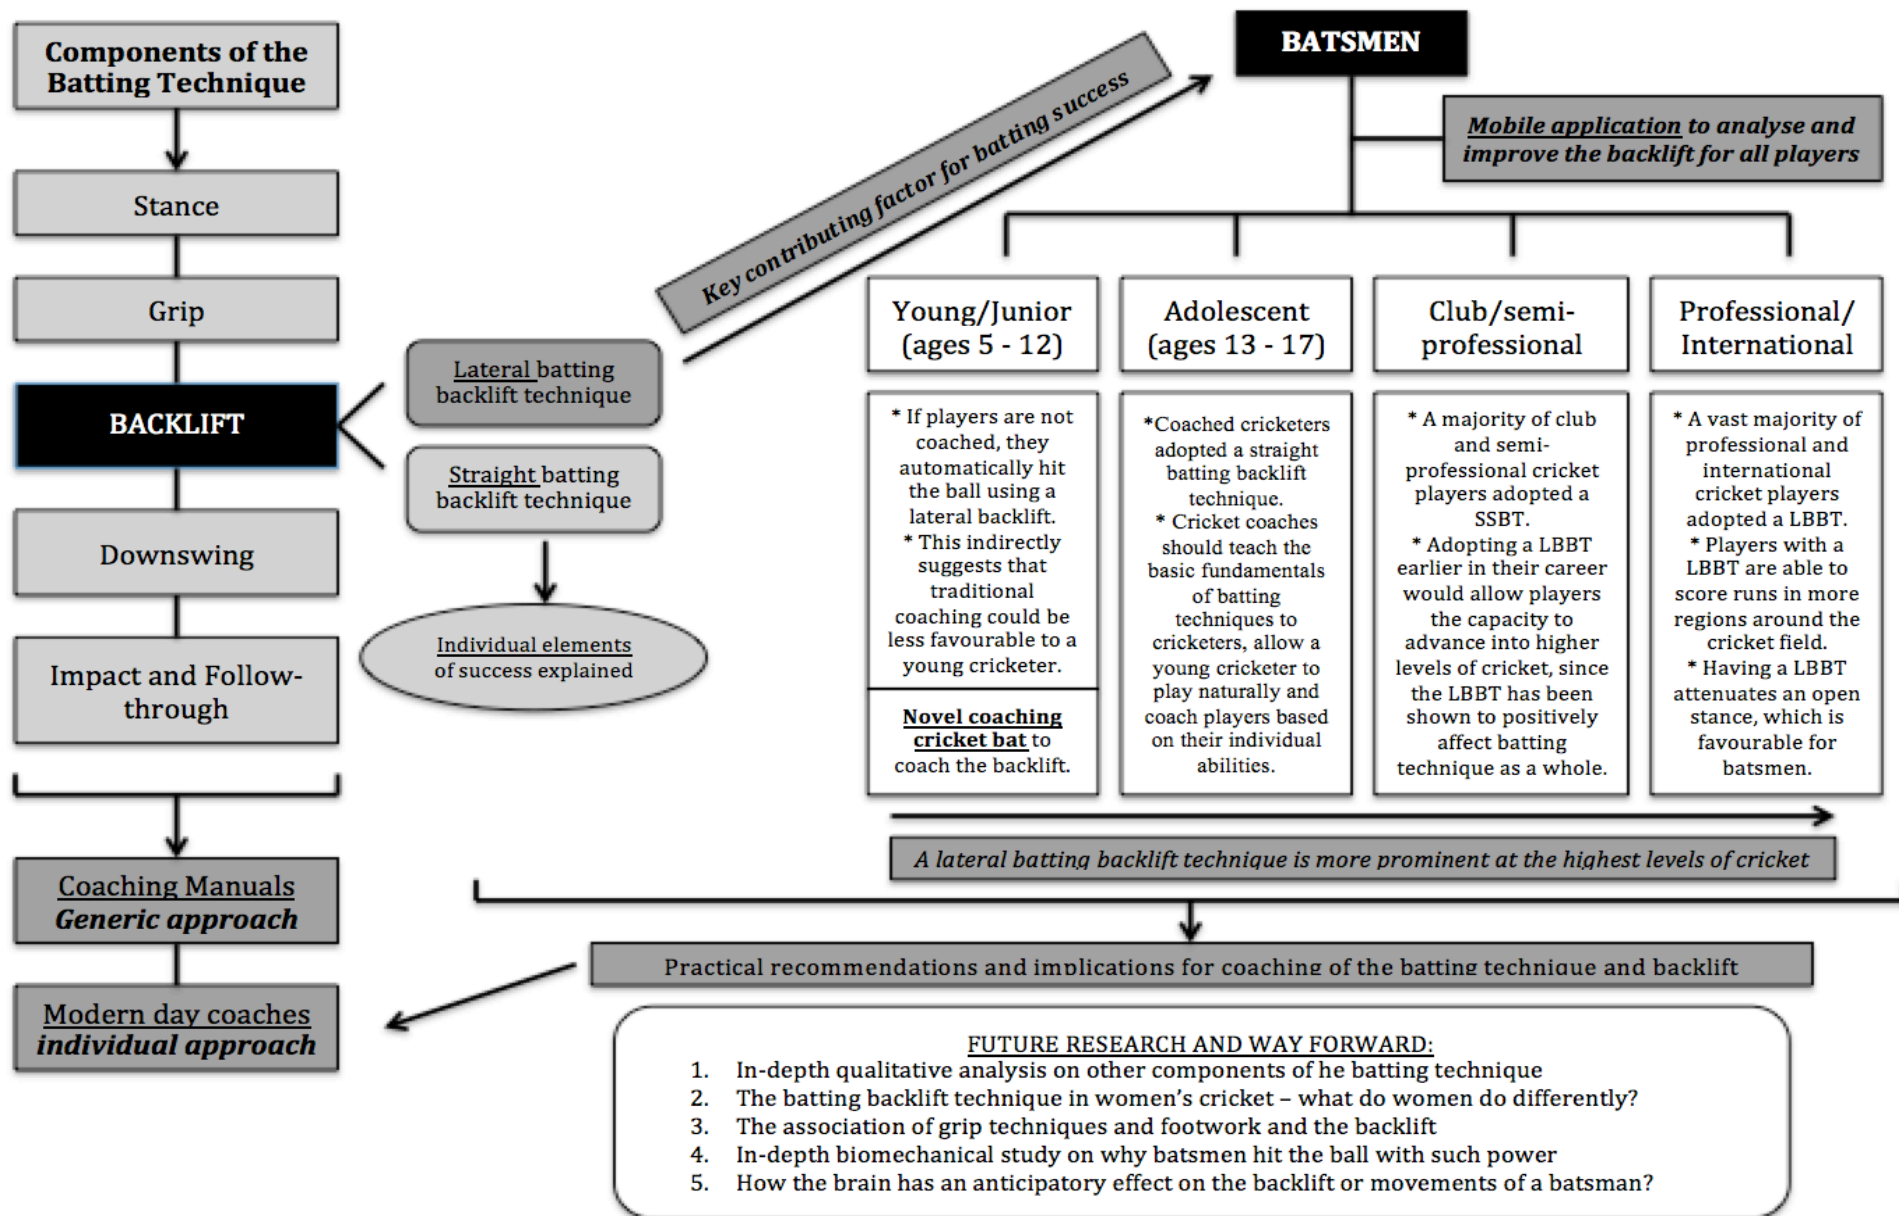 Components of the
Batting Technique
Stance
Grip
BACKLIFT
Downswing
Impact and Follow-
through
Coaching Manuals
Generic approach
Modern day coaches
individual approach
Lateral batting
backlift technique
Straight batting
backlift technique
Individual elements
of success explained
Key contributing factor for batting success
BATSMEN
Mobile application to analyse and
improve the backlift for all players
Young/Junior
(ages 5 - 12)
* If players are not
coached, they
automatically hit
the ball using a
lateral backlift.
* This indirectly
suggests that
traditional
coaching could be
less favourable to a
young cricketer.
Novel coaching
cricket bat to
coach the backlift.
Adolescent
(ages 13 - 17)
*Coached cricketers
adopted a straight
batting backlift
technique.
* Cricket coaches
should teach the
basic fundamentals
of batting
techniques to
cricketers, allow a
young cricketer to
play naturally and
coach players based
on their individual
abilities.
Club/semi-
professional
* A majority of club
and semi-
professional cricket
players adopted a
SSBT.
* Adopting a LBBT
earlier in their career
would allow players
the capacity to
advance into higher
levels of cricket, since
the LBBT has been
shown to positively
affect batting
technique as a whole.
Professional/
International
* A vast majority of
professional and
international
cricket players
adopted a LBBT.
* Players with a
LBBT are able to
score runs in more
regions around the
cricket field.
* Having a LBBT
attenuates an open
stance, which is
favourable for
batsmen.
A lateral batting backlift technique is more prominent at the highest levels of cricket
Practical recommendations and implications for coaching of the batting technique and backlift
FUTURE RESEARCH AND WAY FORWARD:
1. In-depth qualitative analysis on other components of he batting technique
2. The batting backlift technique in women's cricket – what do women do differently?
3. The association of grip techniques and footwork and the backlift
4. In-depth biomechanical study on why batsmen hit the ball with such power
5. How the brain has an anticipatory effect on the backlift or movements of a batsman?